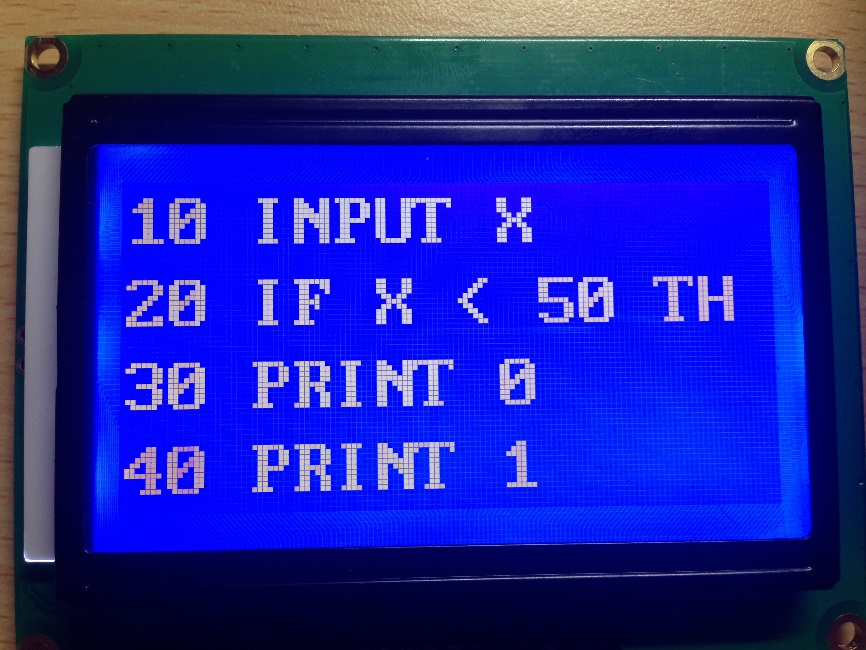 10 INPUT X
20 IF X < 50 TH
30 PRINT 0
40 PRINT 1